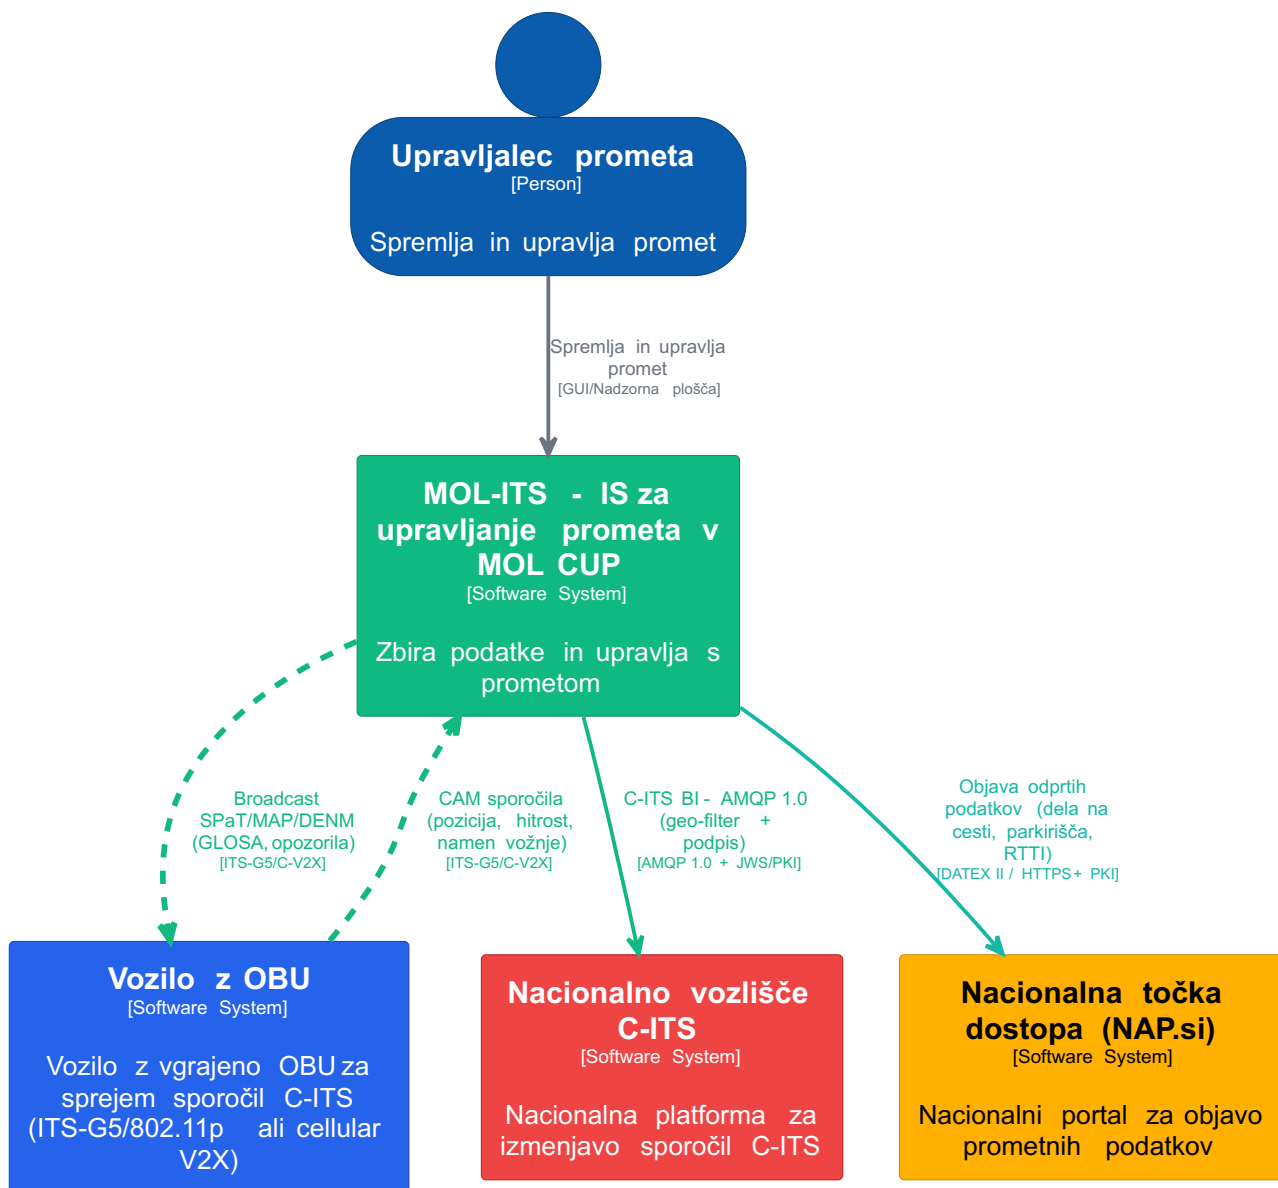 Upravljalec prometa
[Person]
Spremlja in upravlja promet
Spremlja in upravlja
promet
[GUI/Nadzorna plošča]
MOL-ITS - IS za
upravljanje prometa v
MOL CUP
[Software System]
Zbira podatke in upravlja s
prometom
Broadcast
SPaT/MAP/DENM
(GLOSA, opozorila)
[ITS-G5/C-V2X]
CAM sporočila
(pozicija, hitrost,
namen vožnje)
[ITS-G5/C-V2X]
C-ITS BI - AMQP 1.0
(geo-filter +
podpis)
[AMQP 1.0 + JWS/PKI]
Objava odprtih
podatkov (dela na
cesti, parkirišča,
RTTI)
[DATEX II / HTTPS + PKI]
Vozilo z OBU
[Software System]
Vozilo z vgrajeno OBU za
sprejem sporočil C-ITS
(ITS-G5/802.11p ali cellular
V2X)
Nacionalno vozlišče
C-ITS
[Software System]
Nacionalna platforma za
izmenjavo sporočil C-ITS
Nacionalna točka
dostopa (NAP.si)
[Software System]
Nacionalni portal za objavo
prometnih podatkov